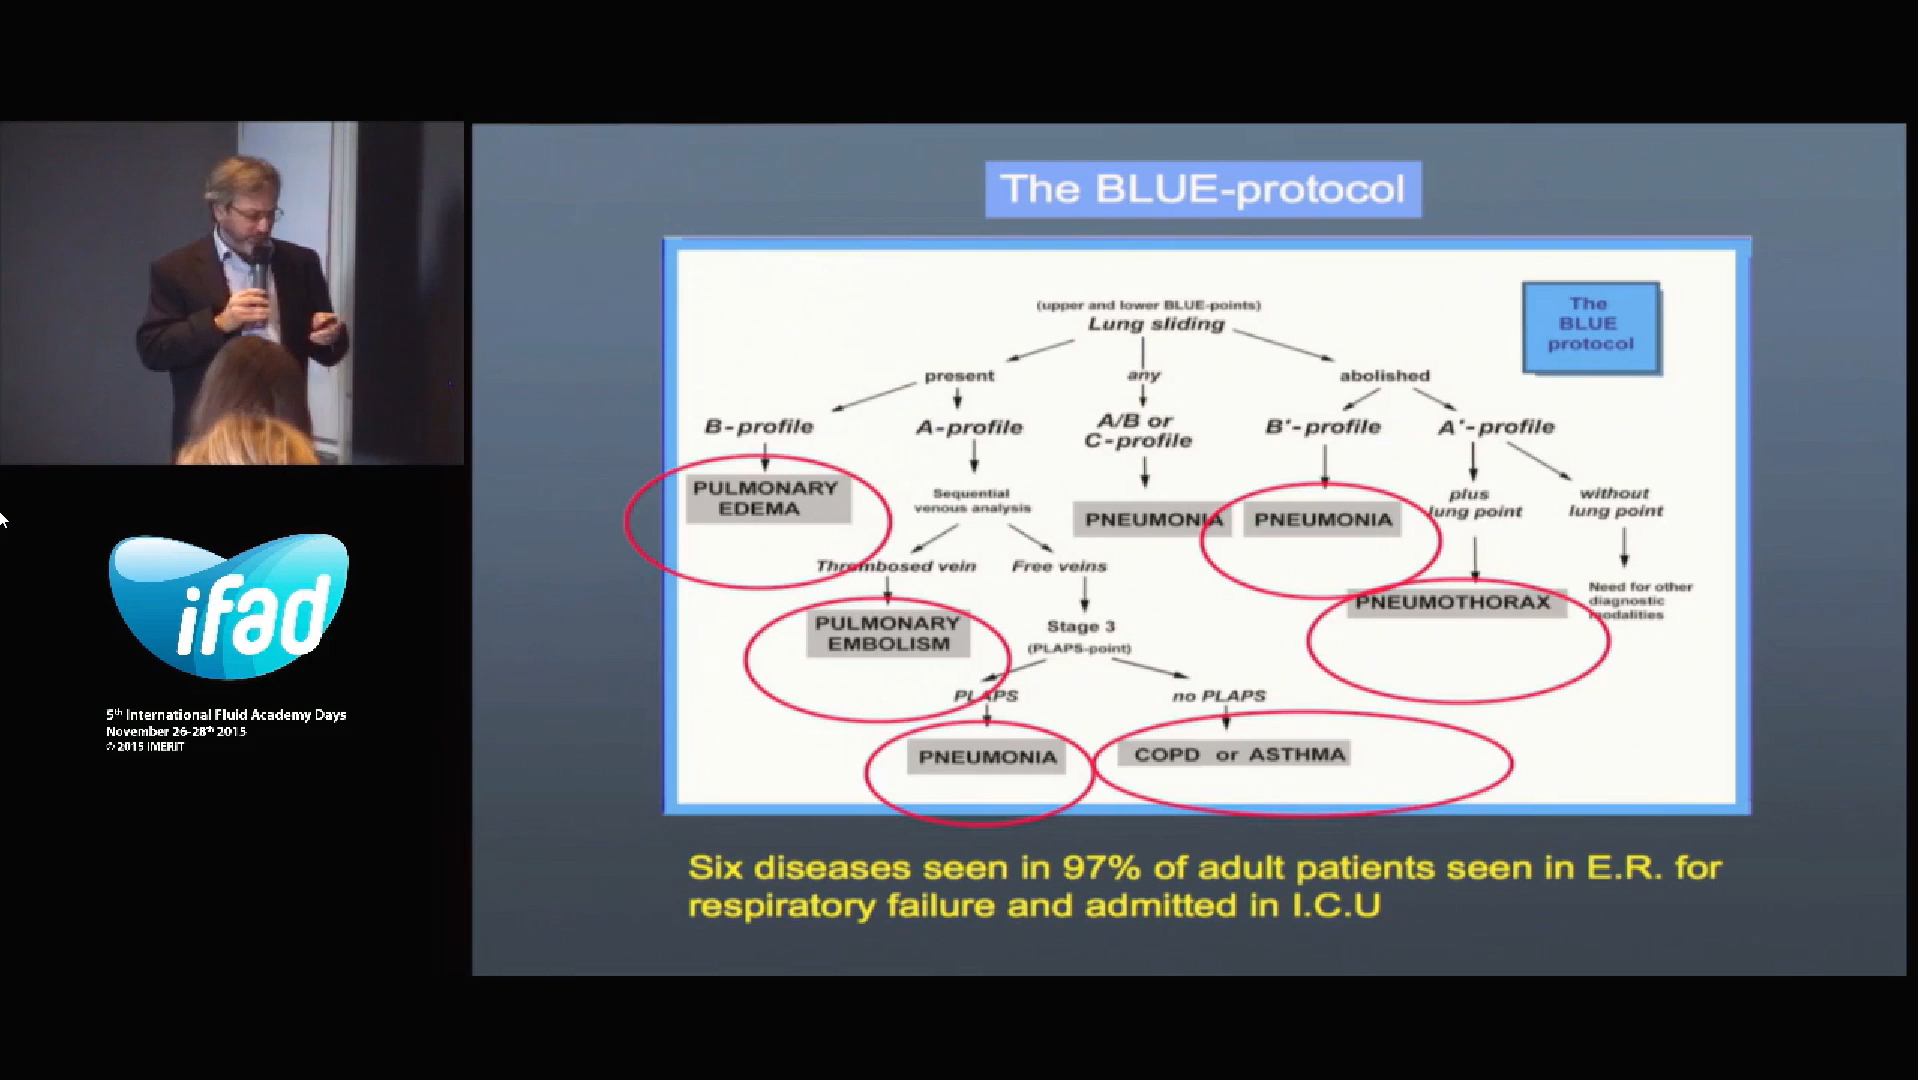 The BLUE-protocol
(upper and lower BLUE-points)
Lung sliding
The
BLUE
protocol
present
any
abolished
B-profile
A-profile
A/B or
C-profile
B'-profile
A'-profile
PULMONARY
EDEMA
Sequential
venous analysis
PNEUMONIA
PNEUMONIA
plus
lung point
without
lung point
Thrombosed vein
Free veins
PULMONARY
EMBOLISM
Stage 3
(PLAPS-point)
PNEUMOTHORAX
Need for other
diagnostic
modalities
PLAPS
no PLAPS
PNEUMONIA
COPD or ASTHMA
Six diseases seen in 97% of adult patients seen in E.R. for
respiratory failure and admitted in I.C.U
ifad
5th International Fluid Academy Days
November 26-28th 2015
© 2015 IMERIT